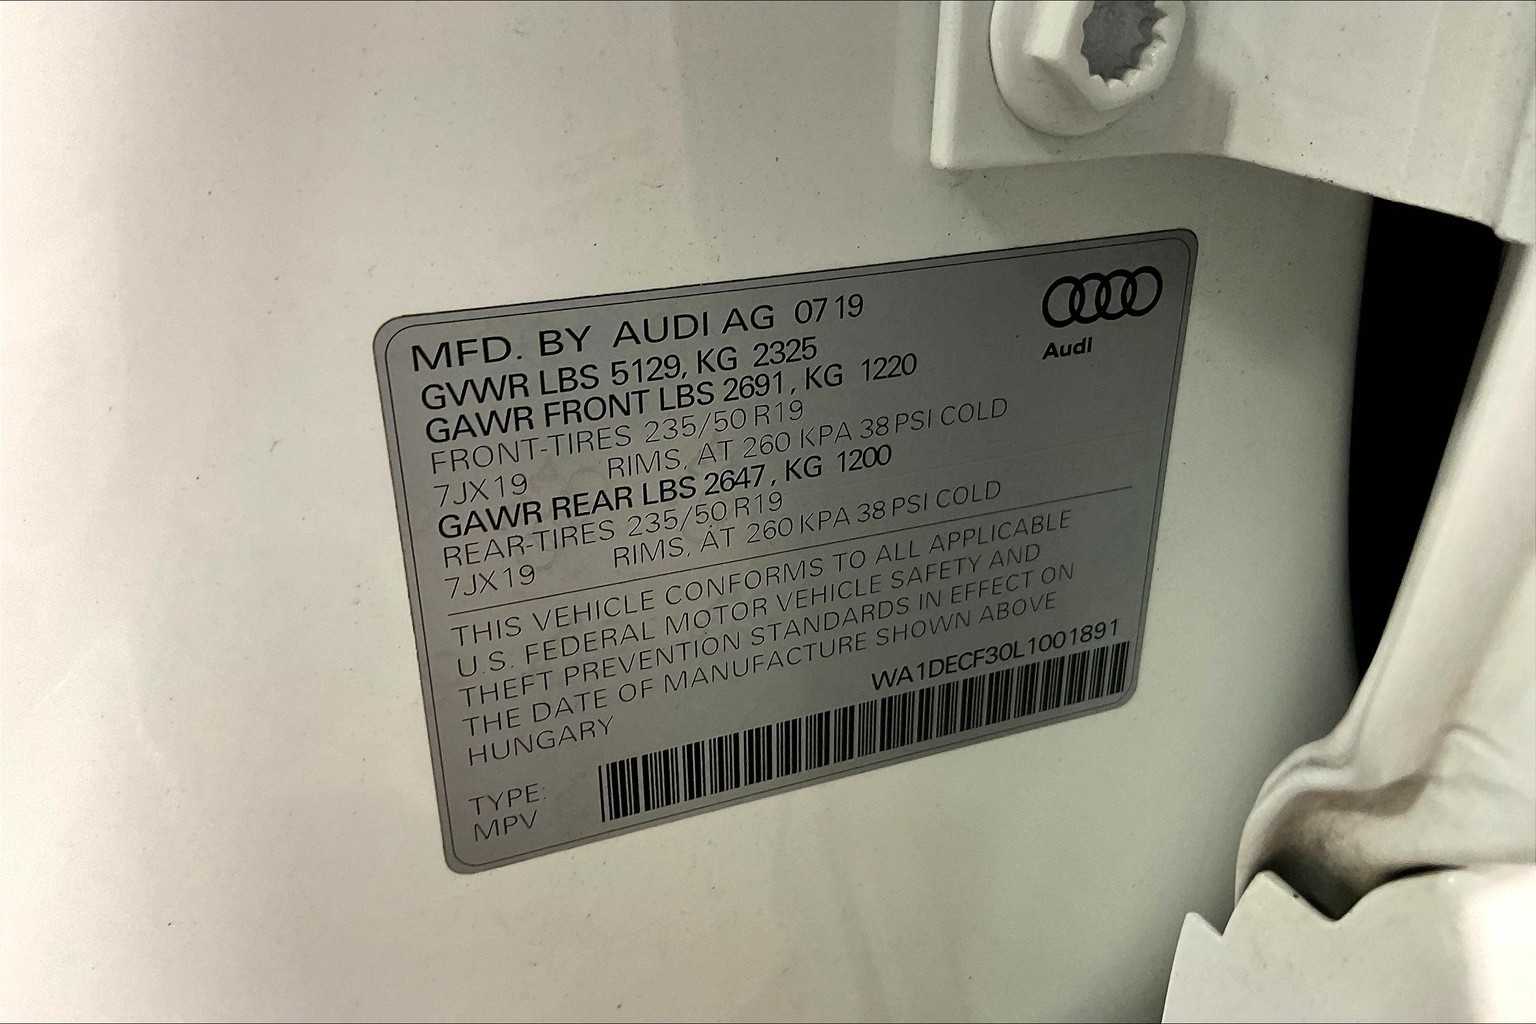 MFD. BY AUDI AG 07 19
GVWR LBS 5129, KG 2325
GAWR FRONT LBS 2691, KG 1220
FRONT-TIRES 235/50 R19
7JX19 RIMS, AT 260 KPA 38 PSI COLD
GAWR REAR LBS 2647, KG 1200
REAR-TIRES 235/50 R19
7JX19 RIMS, AT 260 KPA 38 PSI COLD
Audi
THIS VEHICLE CONFORMS TO ALL APPLICABLE
U.S. FEDERAL MOTOR VEHICLE SAFETY AND
THEFT PREVENTION STANDARDS IN EFFECT ON
THE DATE OF MANUFACTURE SHOWN ABOVE
HUNGARY
WA1DECF30L1001891
TYPE:
MPV